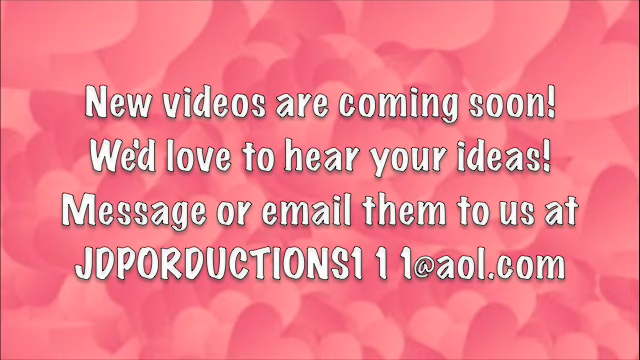 New videos are coming soon!
We'd love to hear your ideas!
Message or email them to us at
JDPORDUCTIONS1 1 1@aol.com